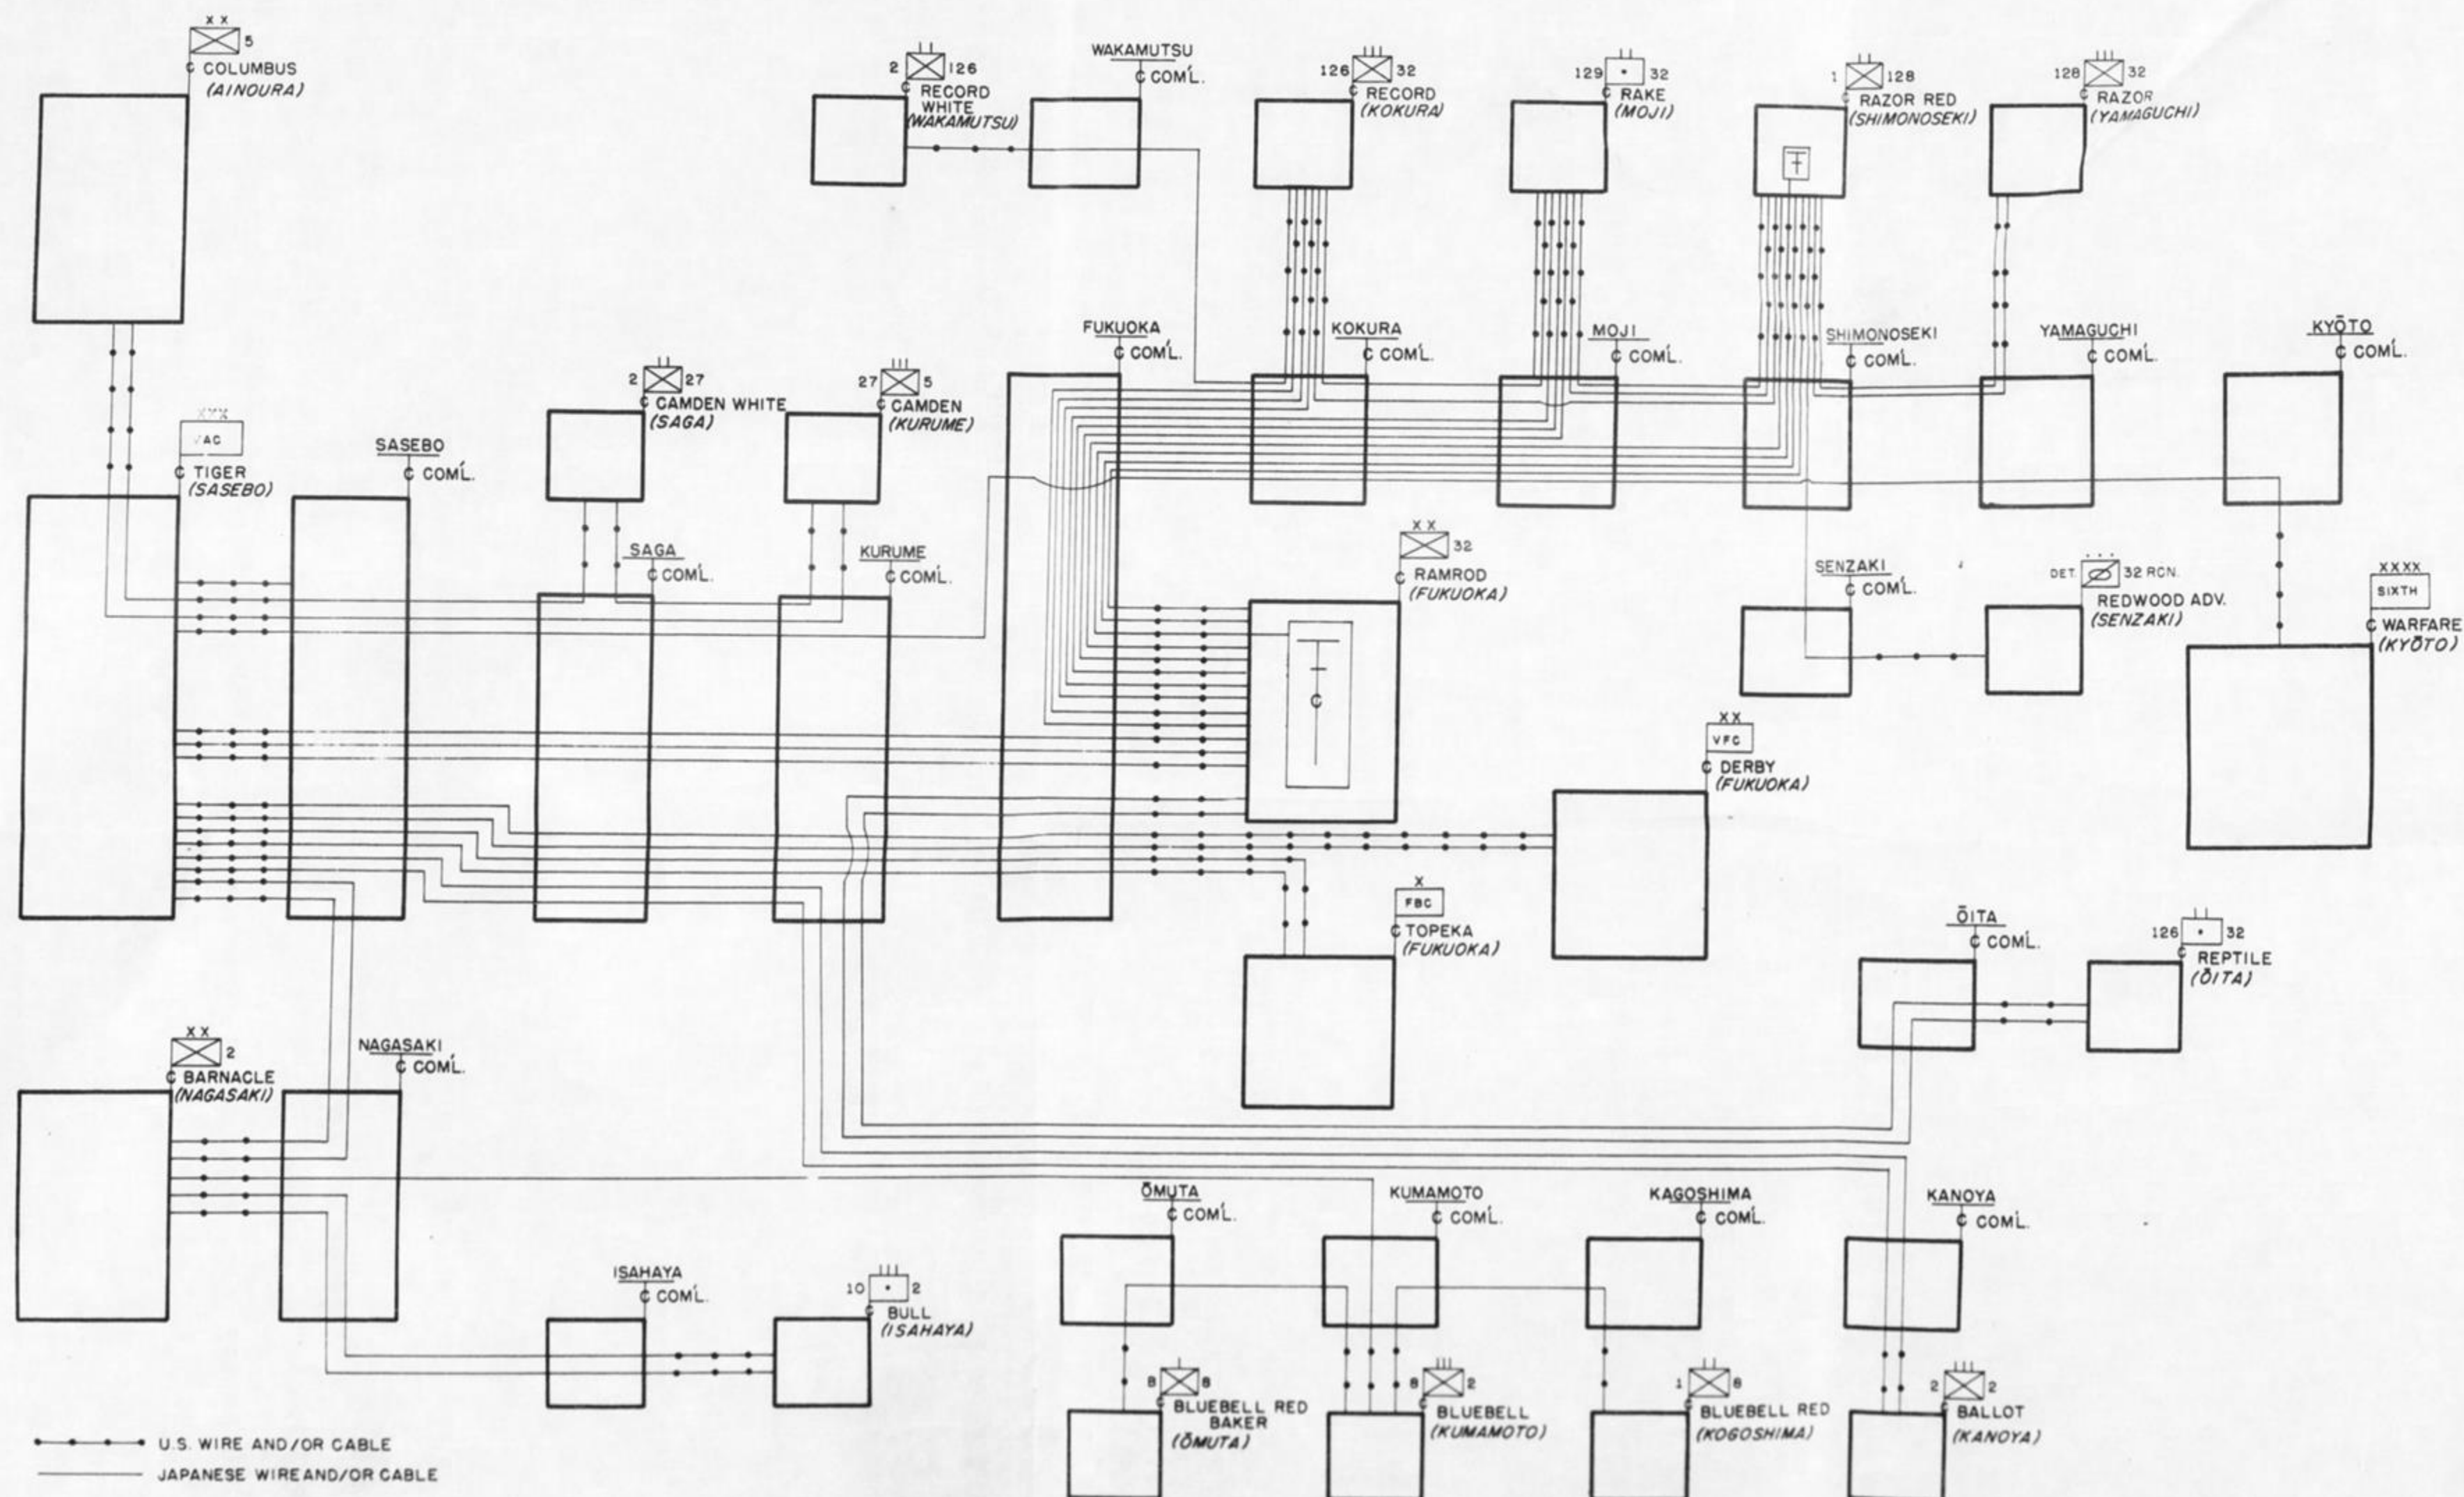 XX
5
COLUMBUS
(AINOURA)
2 126
RECORD
WHITE
(WAKAMUTSU)
WAKAMUTSU
COM'L.
126 32
RECORD
(KOKURA)
129 32
RAKE
(MOJI)
1 128
RAZOR RED
(SHIMONOSEKI)
128 32
RAZOR
(YAMAGUCHI)
FUKUOKA
COM'L.
KOKURA
COM'L.
MOJI
COM'L.
SHIMONOSEKI
COM'L.
YAMAGUCHI
COM'L.
KYŌTO
COM'L.
2 27
CAMDEN WHITE
(SAGA)
27 5
CAMDEN
(KURUME)
XXX
AC
TIGER
(SASEBO)
SASEBO
COM'L.
SAGA
COM'L.
KURUME
COM'L.
XX
32
RAMROD
(FUKUOKA)
SENZAKI
COM'L.
DET. 32 RCN.
REDWOOD ADV.
(SENZAKI)
XXXX
SIXTH
WARFARE
(KYŌTO)
XX
VFC
DERBY
(FUKUOKA)
X
FBC
TOPEKA
(FUKUOKA)
ŌITA
COM'L.
126 32
REPTILE
(ŌITA)
XX
2
BARNACLE
(NAGASAKI)
NAGASAKI
COM'L.
ŌMUTA
COM'L.
KUMAMOTO
COM'L.
KAGOSHIMA
COM'L.
KANOYA
COM'L.
ISAHAYA
COM'L.
10 2
BULL
(ISAHAYA)
B 8
BLUEBELL RED
BAKER
(ŌMUTA)
8 2
BLUEBELL
(KUMAMOTO)
1 8
BLUEBELL RED
(KOGOSHIMA)
2 2
BALLOT
(KANOYA)
U.S. WIRE AND/OR CABLE
JAPANESE WIRE AND/OR CABLE